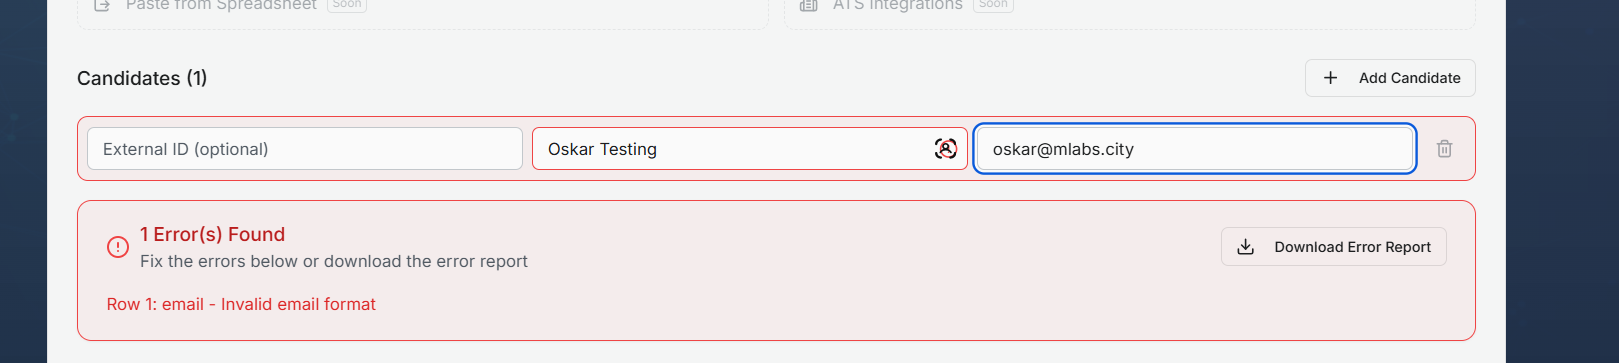 Paste from Spreadsheet Soon
ATS Integrations Soon
Candidates (1)
Add Candidate
External ID (optional)
Oskar Testing
oskar@mlabs.city
1 Error(s) Found
Fix the errors below or download the error report
Download Error Report
Row 1: email - Invalid email format